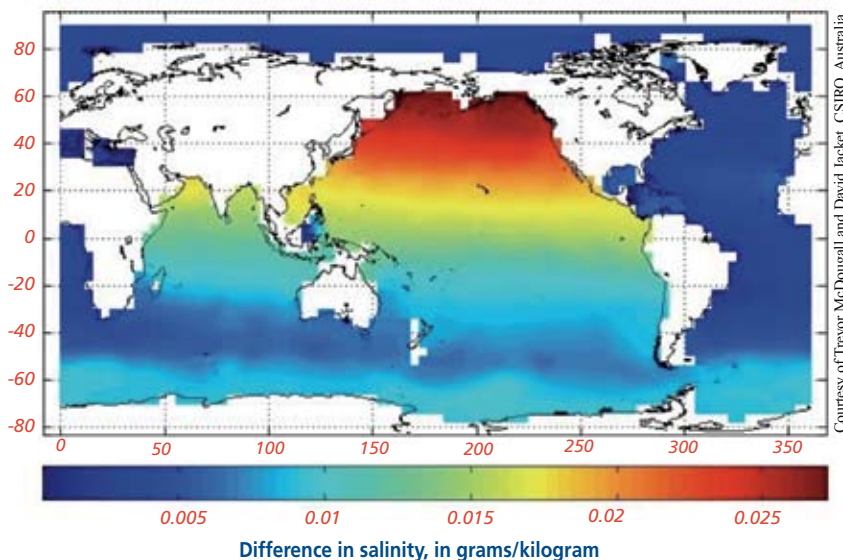 80
60
40
20
0
-20
-40
-60
-80
0 50 100 150 200 250 300 350
0.005 0.01 0.015 0.02 0.025
Difference in salinity, in grams/kilogram
Courtesy of Trevor McDougall and David Jacket, CSIRO, Australia